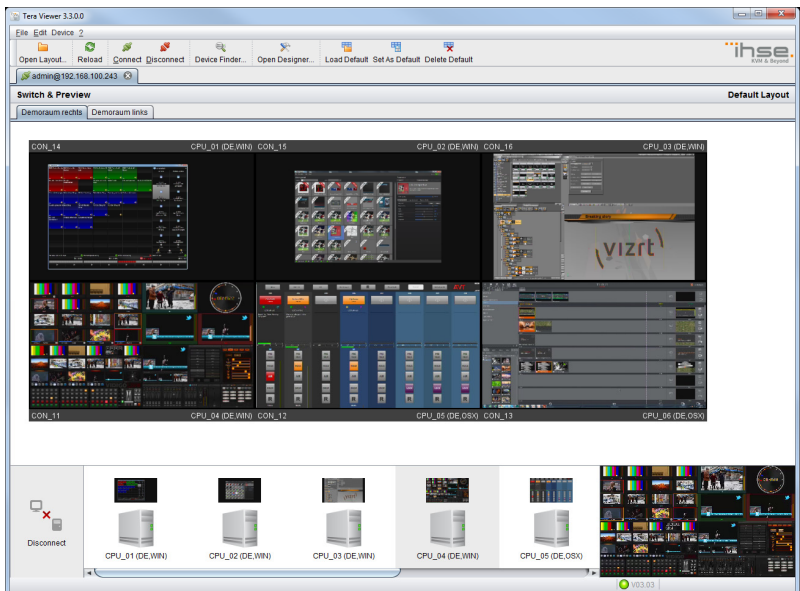 Tera Viewer 3.3.0.0
File Edit Device ?
Open Layout... Reload Connect Disconnect Device Finder... Open Designer... Load Default Set As Default Delete Default
ihse.
KVM & Beyond
admin@192.168.100.243
Switch & Preview Default Layout
Demoraum rechts Demoraum links
CON_14 CPU_01 (DE,WIN) CON_15 CPU_02 (DE,WIN) CON_16 CPU_03 (DE,WIN)
vizrt
CON_11 CPU_04 (DE,WIN) CON_12 CPU_05 (DE,OSX) CON_13 CPU_06 (DE,OSX)
Disconnect
CPU_01 (DE,WIN) CPU_02 (DE,WIN) CPU_03 (DE,WIN) CPU_04 (DE,WIN) CPU_05 (DE,OSX)
V03.03